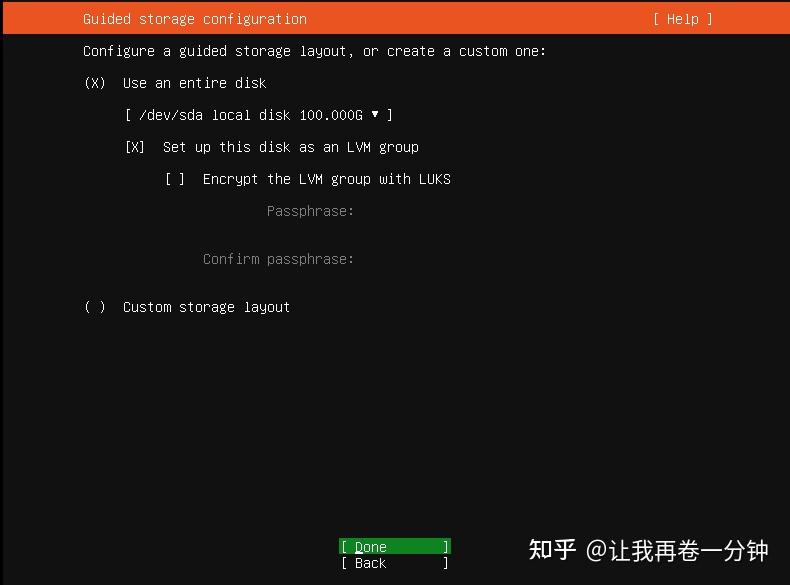 Guided storage configuration [ Help ]
Configure a guided storage layout, or create a custom one:
(X) Use an entire disk
[ /dev/sda local disk 100.000G ▾ ]
[X] Set up this disk as an LVM group
[ ] Encrypt the LVM group with LUKS
Passphrase:
Confirm passphrase:
( ) Custom storage layout
[ Done ]
[ Back ]
知乎 @让我再卷一分钟